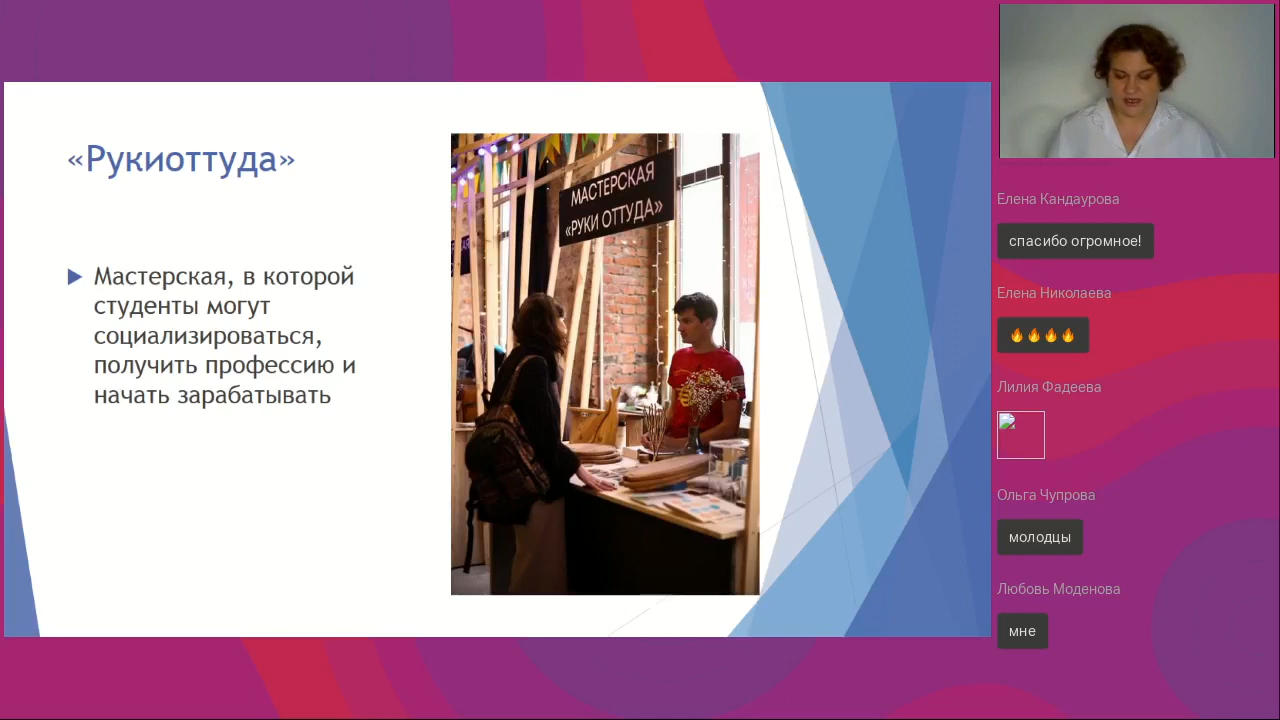 «Рукиоттуда»
Мастерская, в которой
студенты могут
социализироваться,
получить профессию и
начать зарабатывать
МАСТЕРСКАЯ
«РУКИ ОТТУДА»
Елена Кандаурова
спасибо огромное!
Елена Николаева
🔥🔥🔥🔥
Лилия Фадеева
Ольга Чупрова
молодцы
Любовь Моденова
мне